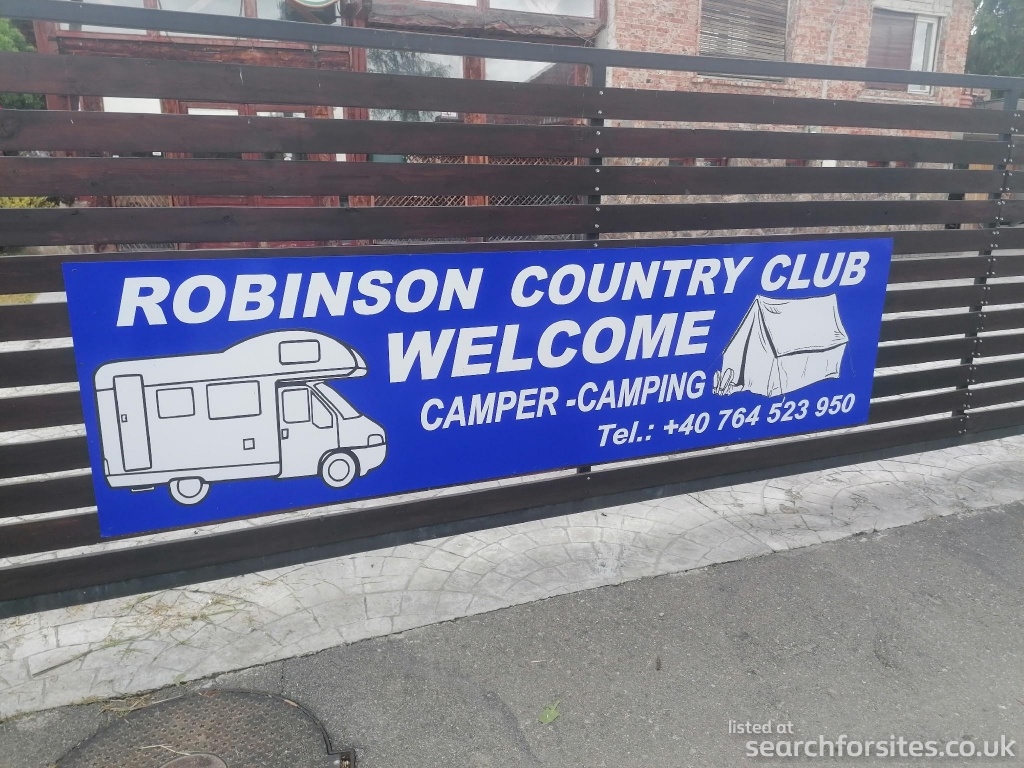 ROBINSON COUNTRY CLUB
WELCOME
CAMPER -CAMPING
Tel.: +40 764 523 950
listed at
searchforsites.co.uk